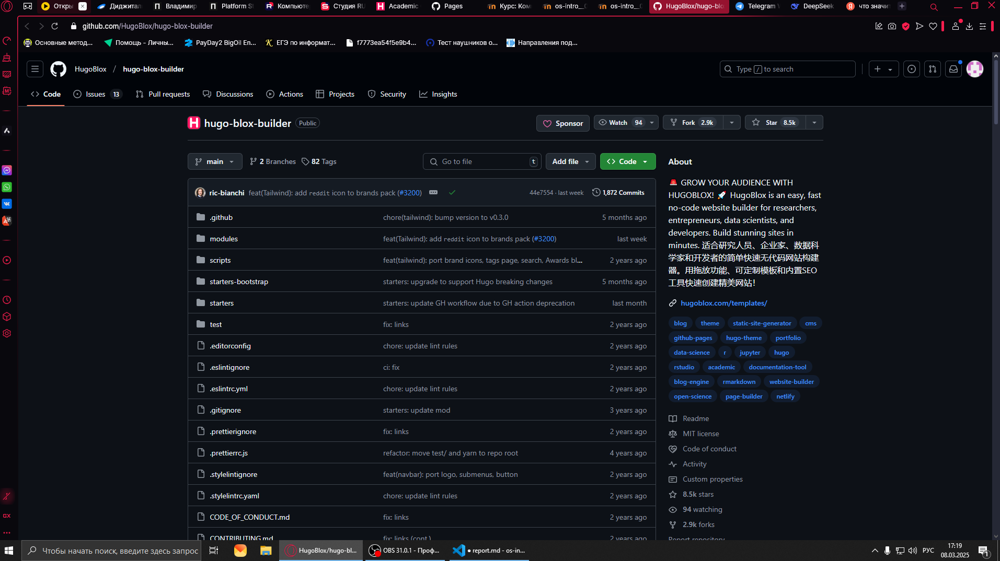 Откры
Диджитал
Владимир
Platform St
Компьюте
Студия RU
Academic
Pages
Курс: Ком
os-intro__0
os-intro__0
HugoBlox/hugo-blo
Telegram
DeepSeek
что значит
github.com/HugoBlox/hugo-blox-builder
Основные метод...
Помощь - Личны...
PayDay2 BigOil En...
ЕГЭ по информат...
f7773ea54f5e9b4...
Тест наушников о...
Направления под...
HugoBlox / hugo-blox-builder
Type / to search
Code
Issues 13
Pull requests
Discussions
Actions
Projects
Security
Insights
hugo-blox-builder Public
Sponsor
Watch 94
Fork 2.9k
Star 8.5k
main
2 Branches
82 Tags
Go to file t
Add file
Code
ric-bianchi feat(Tailwind): add reddit icon to brands pack (#3200) 44e7554 · last week 1,872 Commits
.github chore(tailwind): bump version to v0.3.0 5 months ago
modules feat(Tailwind): add reddit icon to brands pack (#3200) last week
scripts feat(tailwind): port brand icons, tags page, search, Awards bl... 2 years ago
starters-bootstrap starters: upgrade to support Hugo breaking changes 5 months ago
starters starters: update GH workflow due to GH action deprecation last month
test fix: links 2 years ago
.editorconfig chore: update lint rules 2 years ago
.eslintignore ci: fix 2 years ago
.eslintrc.yml chore: update lint rules 2 years ago
.gitignore starters: update mod 3 years ago
.prettierignore fix: links 2 years ago
.prettierrc.js refactor: move test/ and yarn to repo root 4 years ago
.stylelintignore feat(navbar): port logo, submenus, button 2 years ago
.stylelintrc.yaml chore: update lint rules 2 years ago
CODE_OF_CONDUCT.md fix: links 2 years ago
CONTRIBUTING.md fix: links (cont.) 2 years ago
About
🚨 GROW YOUR AUDIENCE WITH
HUGOBLOX! 🚀 HugoBlox is an easy, fast
no-code website builder for researchers,
entrepreneurs, data scientists, and
developers. Build stunning sites in
minutes. 适合研究人员、企业家、数据科
学家和开发者的简单快速无代码网站构建
器。用拖放功能、可定制模板和内置SEO
工具快速创建精美网站！
hugoblox.com/templates/
blog theme static-site-generator cms
github-pages hugo-theme portfolio
data-science r jupyter hugo
rstudio academic documentation-tool
blog-engine rmarkdown website-builder
open-science page-builder netlify
Readme
MIT license
Code of conduct
Activity
Custom properties
8.5k stars
94 watching
2.9k forks
Report repository
GX
Чтобы начать поиск, введите здесь запрос
HugoBlox/hugo-bl...
OBS 31.0.1 - Проф...
● report.md - os-in...
РУС
17:19
08.03.2025
1